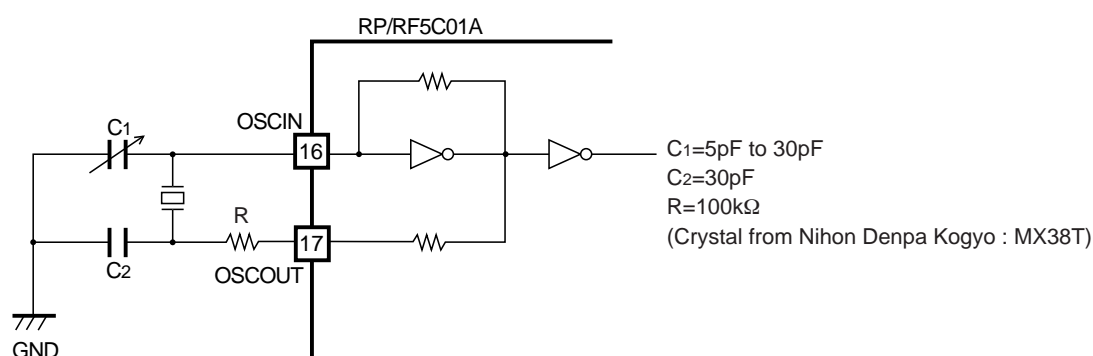 RP/RF5C01A
OSCIN
C1
16
C1=5pF to 30pF
C2=30pF
R=100kΩ
(Crystal from Nihon Denpa Kogyo : MX38T)
R
17
C2
OSCOUT
GND